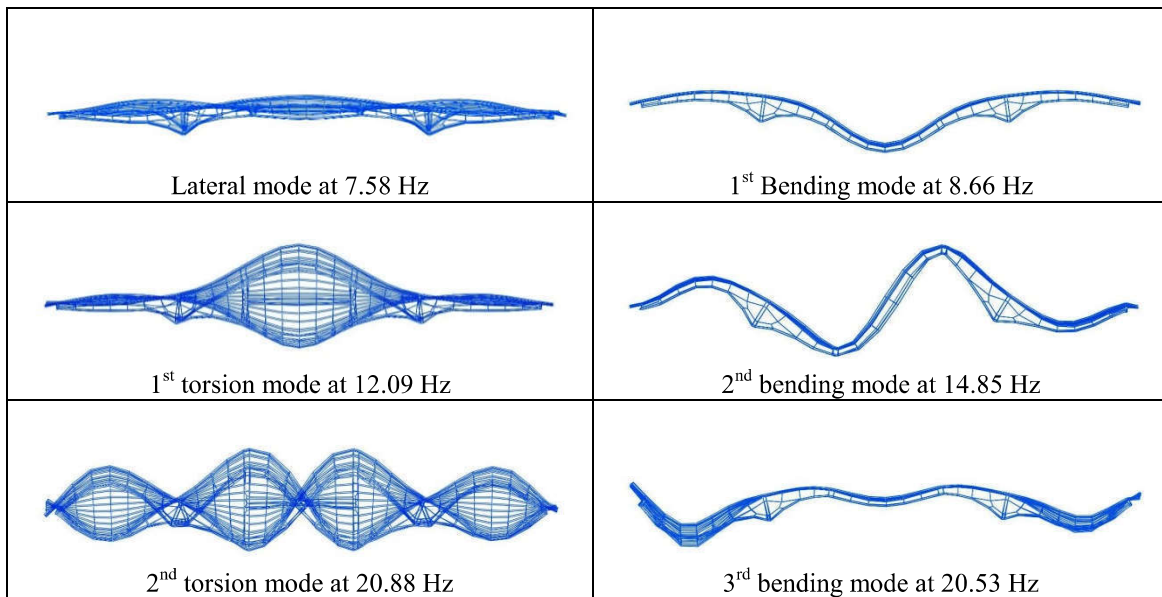 Lateral mode at 7.58 Hz
1st Bending mode at 8.66 Hz
1st torsion mode at 12.09 Hz
2nd bending mode at 14.85 Hz
2nd torsion mode at 20.88 Hz
3rd bending mode at 20.53 Hz